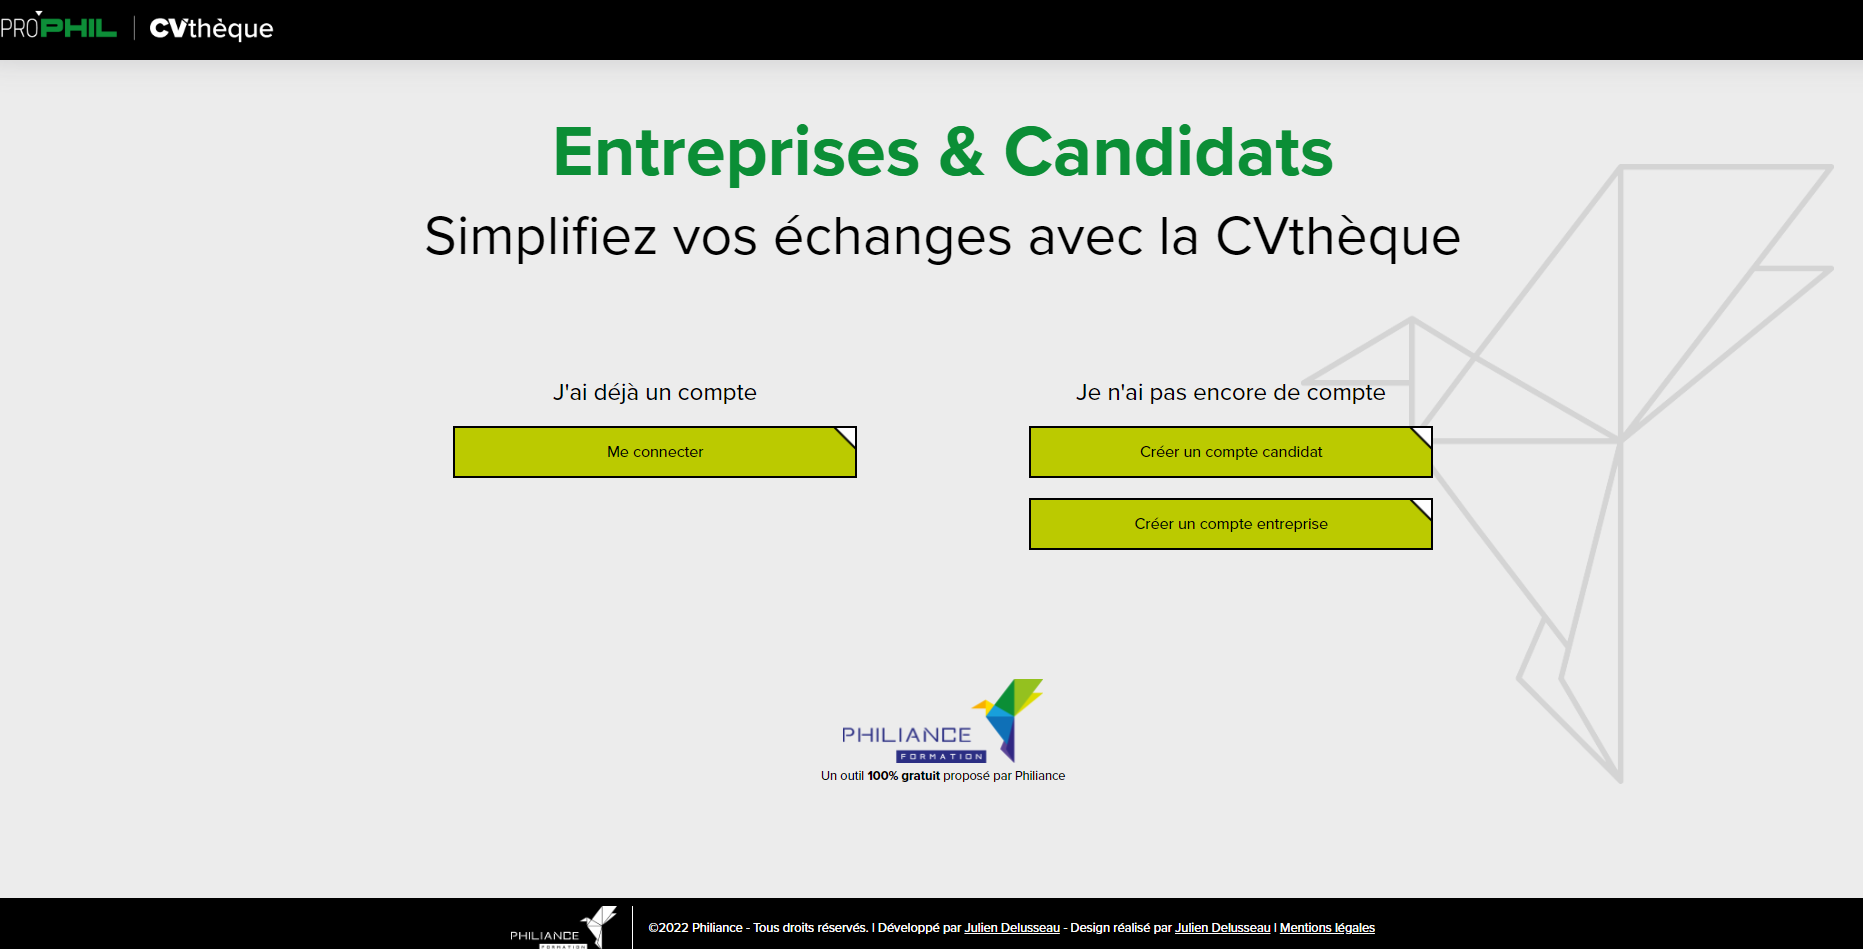 PROPHIL | CVthèque
Entreprises & Candidats
Simplifiez vos échanges avec la CVthèque
J'ai déjà un compte
Me connecter
Je n'ai pas encore de compte
Créer un compte candidat
Créer un compte entreprise
PHILIANCE
FORMATION
Un outil 100% gratuit proposé par Philiance
PHILIANCE
FORMATION
©2022 Philiance - Tous droits réservés. | Développé par Julien Delusseau - Design réalisé par Julien Delusseau | Mentions légales